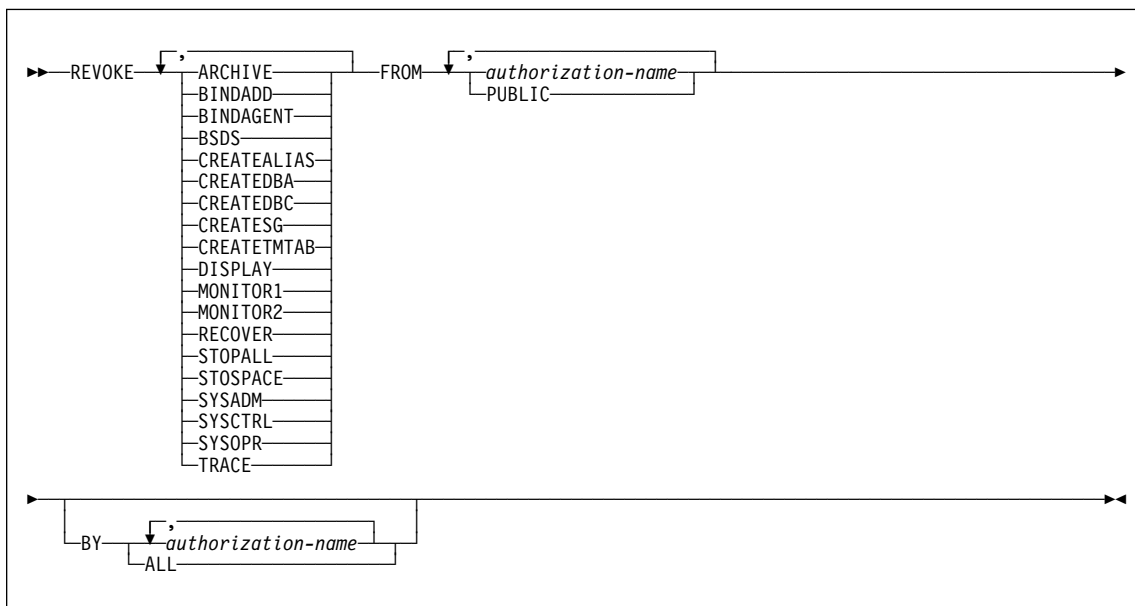 REVOKE , ARCHIVE FROM , authorization-name
BINDADD PUBLIC
BINDAGENT
BSDS
CREATEALIAS
CREATEDBA
CREATEDBC
CREATESG
CREATETMTAB
DISPLAY
MONITOR1
MONITOR2
RECOVER
STOPALL
STOSPACE
SYSADM
SYSCTRL
SYSOPR
TRACE
BY , authorization-name
ALL